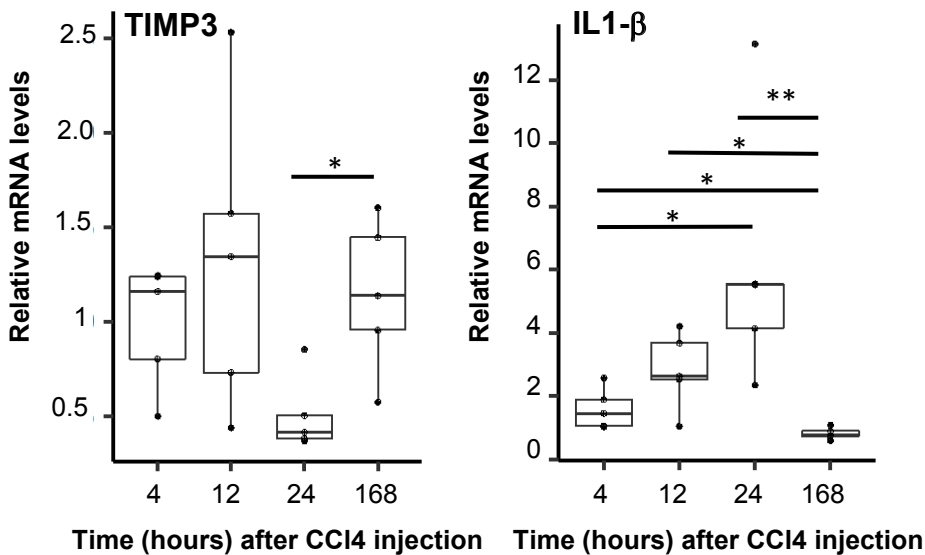 TIMP3
Relative mRNA levels
2.5
2.0
1.5
1
0.5
*
4 12 24 168
Time (hours) after CCl4 injection
IL1-β
Relative mRNA levels
12
10
8
6
4
2
0
**
*
*
*
4 12 24 168
Time (hours) after CCl4 injection